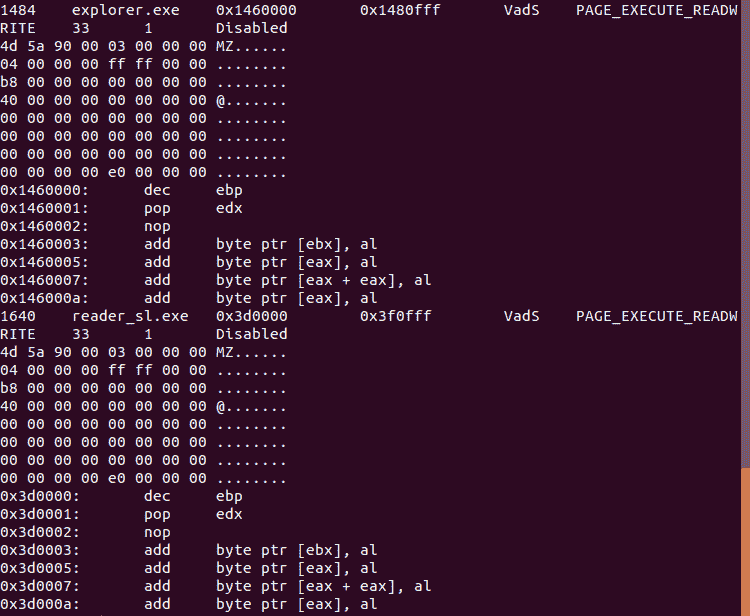 1484    explorer.exe    0x1460000       0x1480fff       VadS    PAGE_EXECUTE_READW
RITE    33      1       Disabled
4d 5a 90 00 03 00 00 00 MZ......
04 00 00 00 ff ff 00 00 ........
b8 00 00 00 00 00 00 00 ........
40 00 00 00 00 00 00 00 @.......
00 00 00 00 00 00 00 00 ........
00 00 00 00 00 00 00 00 ........
00 00 00 00 00 00 00 00 ........
00 00 00 00 e0 00 00 00 ........
0x1460000:      dec     ebp
0x1460001:      pop     edx
0x1460002:      nop
0x1460003:      add     byte ptr [ebx], al
0x1460005:      add     byte ptr [eax], al
0x1460007:      add     byte ptr [eax + eax], al
0x146000a:      add     byte ptr [eax], al
1640    reader_sl.exe   0x3d0000        0x3f0fff        VadS    PAGE_EXECUTE_READW
RITE    33      1       Disabled
4d 5a 90 00 03 00 00 00 MZ......
04 00 00 00 ff ff 00 00 ........
b8 00 00 00 00 00 00 00 ........
40 00 00 00 00 00 00 00 @.......
00 00 00 00 00 00 00 00 ........
00 00 00 00 00 00 00 00 ........
00 00 00 00 00 00 00 00 ........
00 00 00 00 e0 00 00 00 ........
0x3d0000:       dec     ebp
0x3d0001:       pop     edx
0x3d0002:       nop
0x3d0003:       add     byte ptr [ebx], al
0x3d0005:       add     byte ptr [eax], al
0x3d0007:       add     byte ptr [eax + eax], al
0x3d000a:       add     byte ptr [eax], al